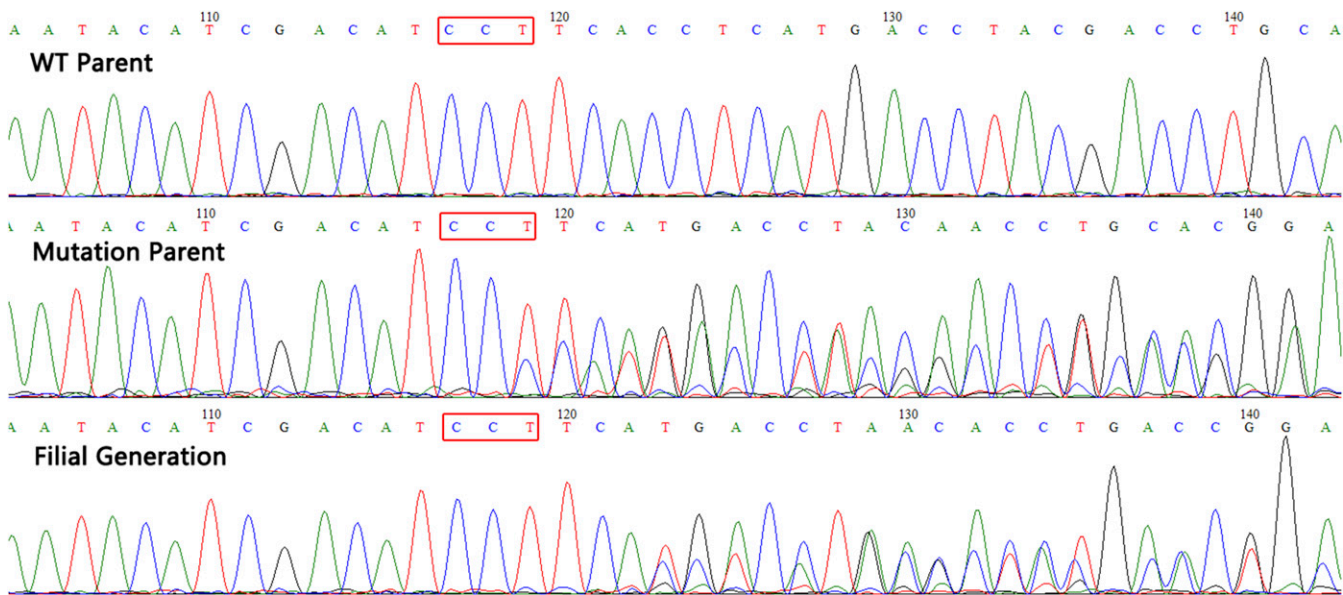 110 120 130 140
A A T A C A T C G A C A T C C T T C A C C T C A T G A C C T A C G A C C T G C A
WT Parent
110 120 130 140
A A T A C A T C G A C A T C C T T C A T G A C C T A C A A C C T G C A C G G A
Mutation Parent
110 120 130 140
A A T A C A T C G A C A T C C T T C A T G A C C T A A C A C C T G A C C G G A
Filial Generation